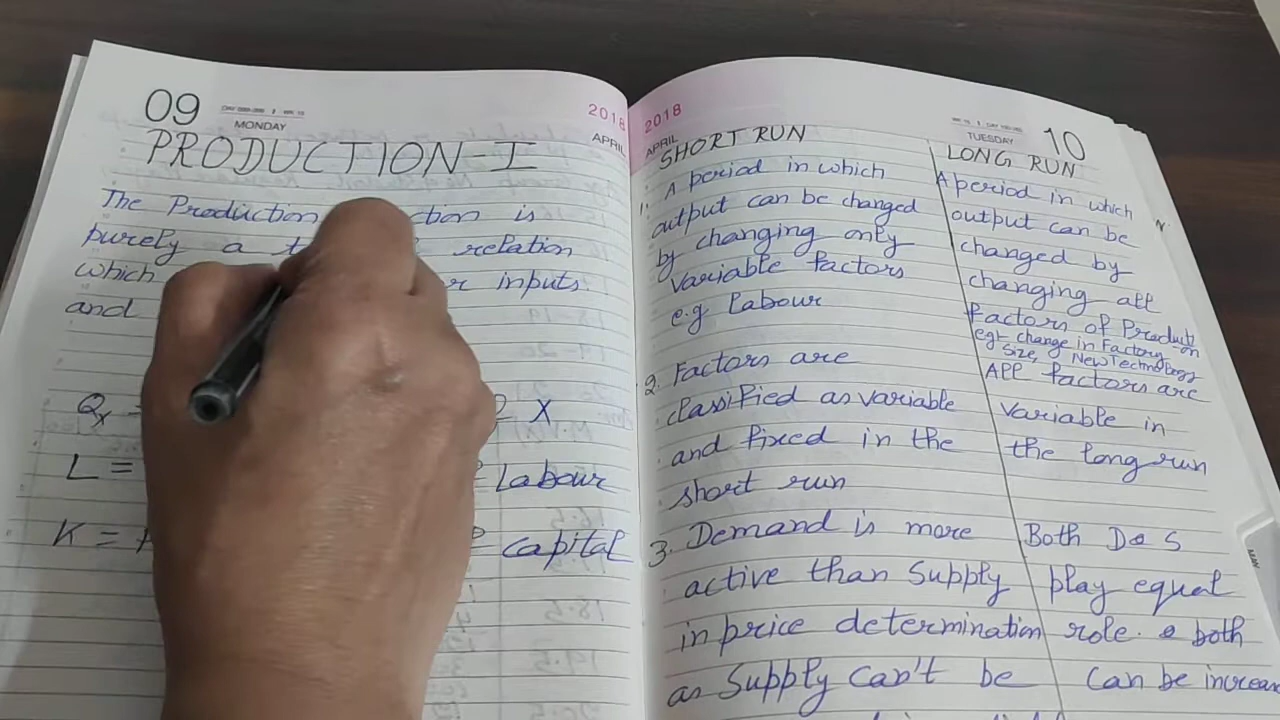 09
MONDAY
2018
APRIL
PRODUCTION-I
The Production ction is
purely a t relation
which inputs.
and
Qx X
L = Labour
K = capital
2018
APRIL
TUESDAY
10
SHORT RUN
1. A period in which
output can be changed
by changing only
variable factors
e.g Labour
2. Factors are
classified as variable
and fixed in the
short run
3. Demand is more
active than Supply
in price determination
as Supply can't be
LONG RUN
A period in which
output can be
changed by
changing all
factors of Production
eg:- change in Factory
Size, New Technology
All factors are
variable in
the long run
Both D & S
play equal
role. both
can be increas
MAY